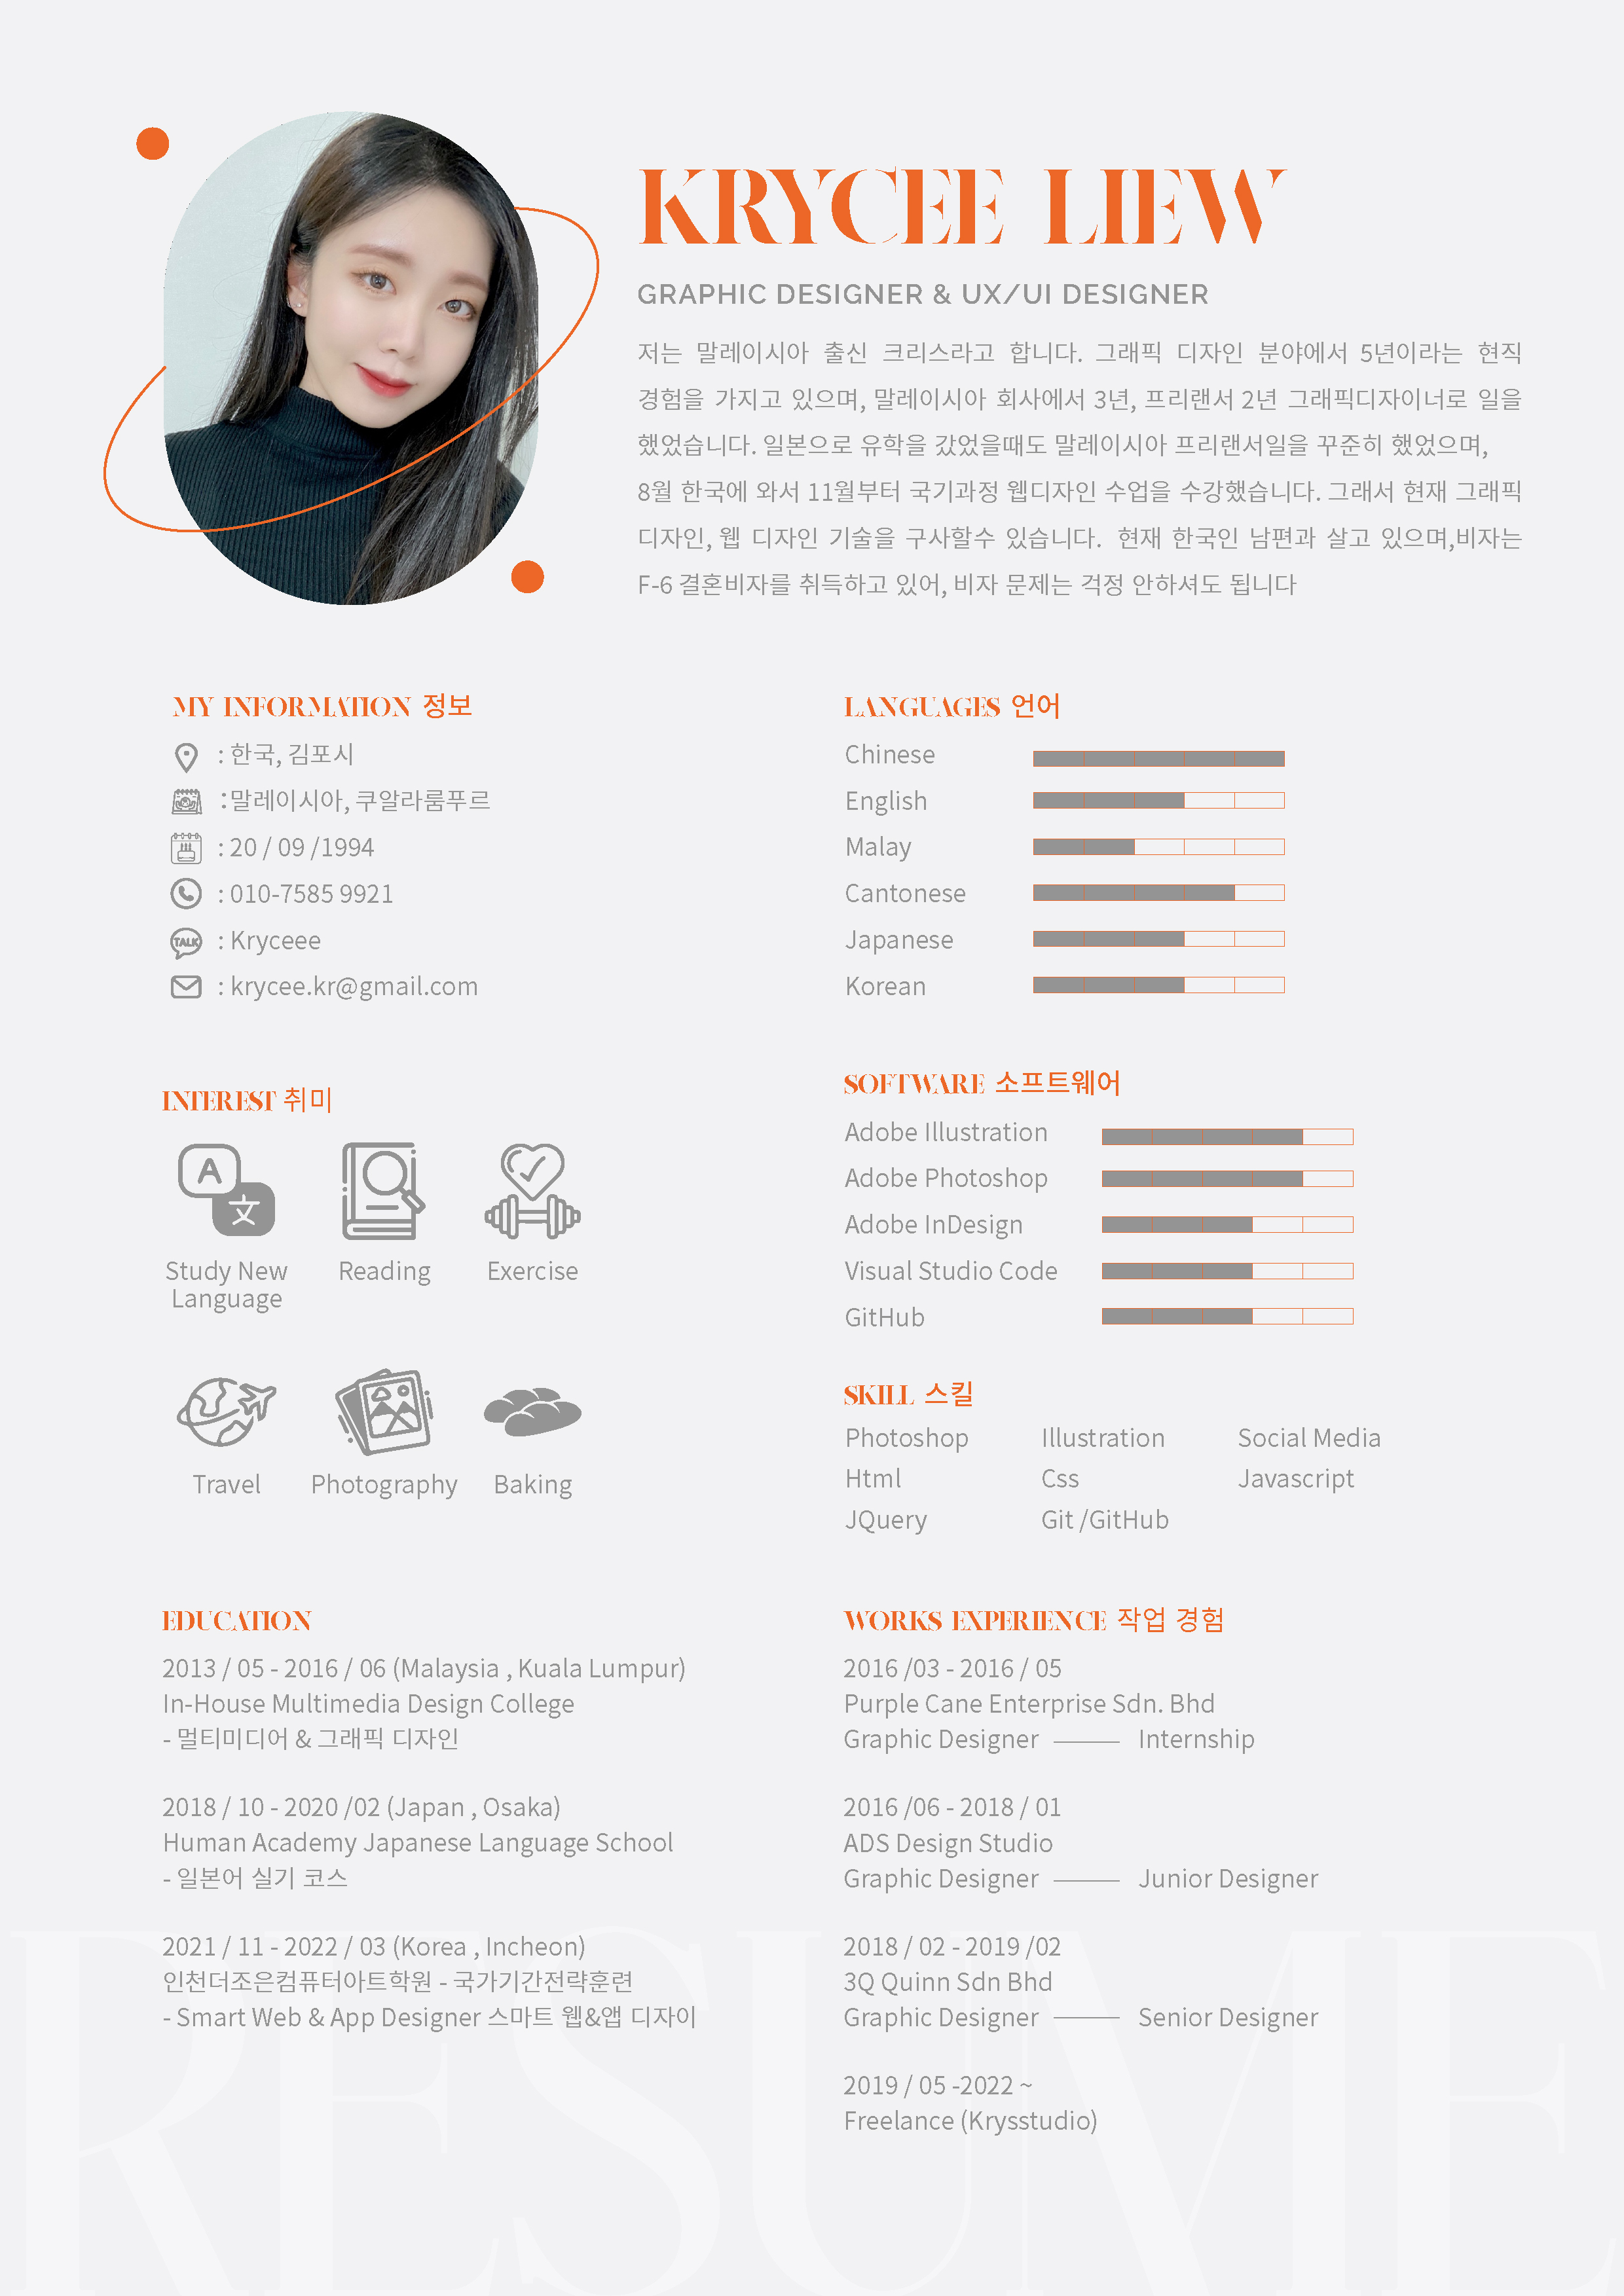 KRYCEE LIEW
GRAPHIC DESIGNER & UX/UI DESIGNER
저는 말레이시아 출신 크리스라고 합니다. 그래픽 디자인 분야에서 5년이라는 현직
경험을 가지고 있으며, 말레이시아 회사에서 3년, 프리랜서 2년 그래픽디자이너로 일을
했었습니다. 일본으로 유학을 갔었을때도 말레이시아 프리랜서일을 꾸준히 했었으며,
8월 한국에 와서 11월부터 국기과정 웹디자인 수업을 수강했습니다. 그래서 현재 그래픽
디자인, 웹 디자인 기술을 구사할수 있습니다. 현재 한국인 남편과 살고 있으며,비자는
F-6 결혼비자를 취득하고 있어, 비자 문제는 걱정 안하셔도 됩니다
MY INFORMATION 정보
: 한국, 김포시
:말레이시아, 쿠알라룸푸르
: 20 / 09 /1994
: 010-7585 9921
TALK : Kryceee
: krycee.kr@gmail.com
LANGUAGES 언어
Chinese
English
Malay
Cantonese
Japanese
Korean
INTEREST 취미
A
文
Study New
Language
Reading
Exercise
Travel
Photography
Baking
SOFTWARE 소프트웨어
Adobe Illustration
Adobe Photoshop
Adobe InDesign
Visual Studio Code
GitHub
SKILL 스킬
Photoshop Illustration Social Media
Html Css Javascript
JQuery Git /GitHub
EDUCATION
2013 / 05 - 2016 / 06 (Malaysia , Kuala Lumpur)
In-House Multimedia Design College
- 멀티미디어 & 그래픽 디자인
2018 / 10 - 2020 /02 (Japan , Osaka)
Human Academy Japanese Language School
- 일본어 실기 코스
2021 / 11 - 2022 / 03 (Korea , Incheon)
인천더조은컴퓨터아트학원 - 국가기간전략훈련
- Smart Web & App Designer 스마트 웹&앱 디자이
WORKS EXPERIENCE 작업 경험
2016 /03 - 2016 / 05
Purple Cane Enterprise Sdn. Bhd
Graphic Designer —— Internship
2016 /06 - 2018 / 01
ADS Design Studio
Graphic Designer —— Junior Designer
2018 / 02 - 2019 /02
3Q Quinn Sdn Bhd
Graphic Designer —— Senior Designer
2019 / 05 -2022 ~
Freelance (Krysstudio)
RESUME